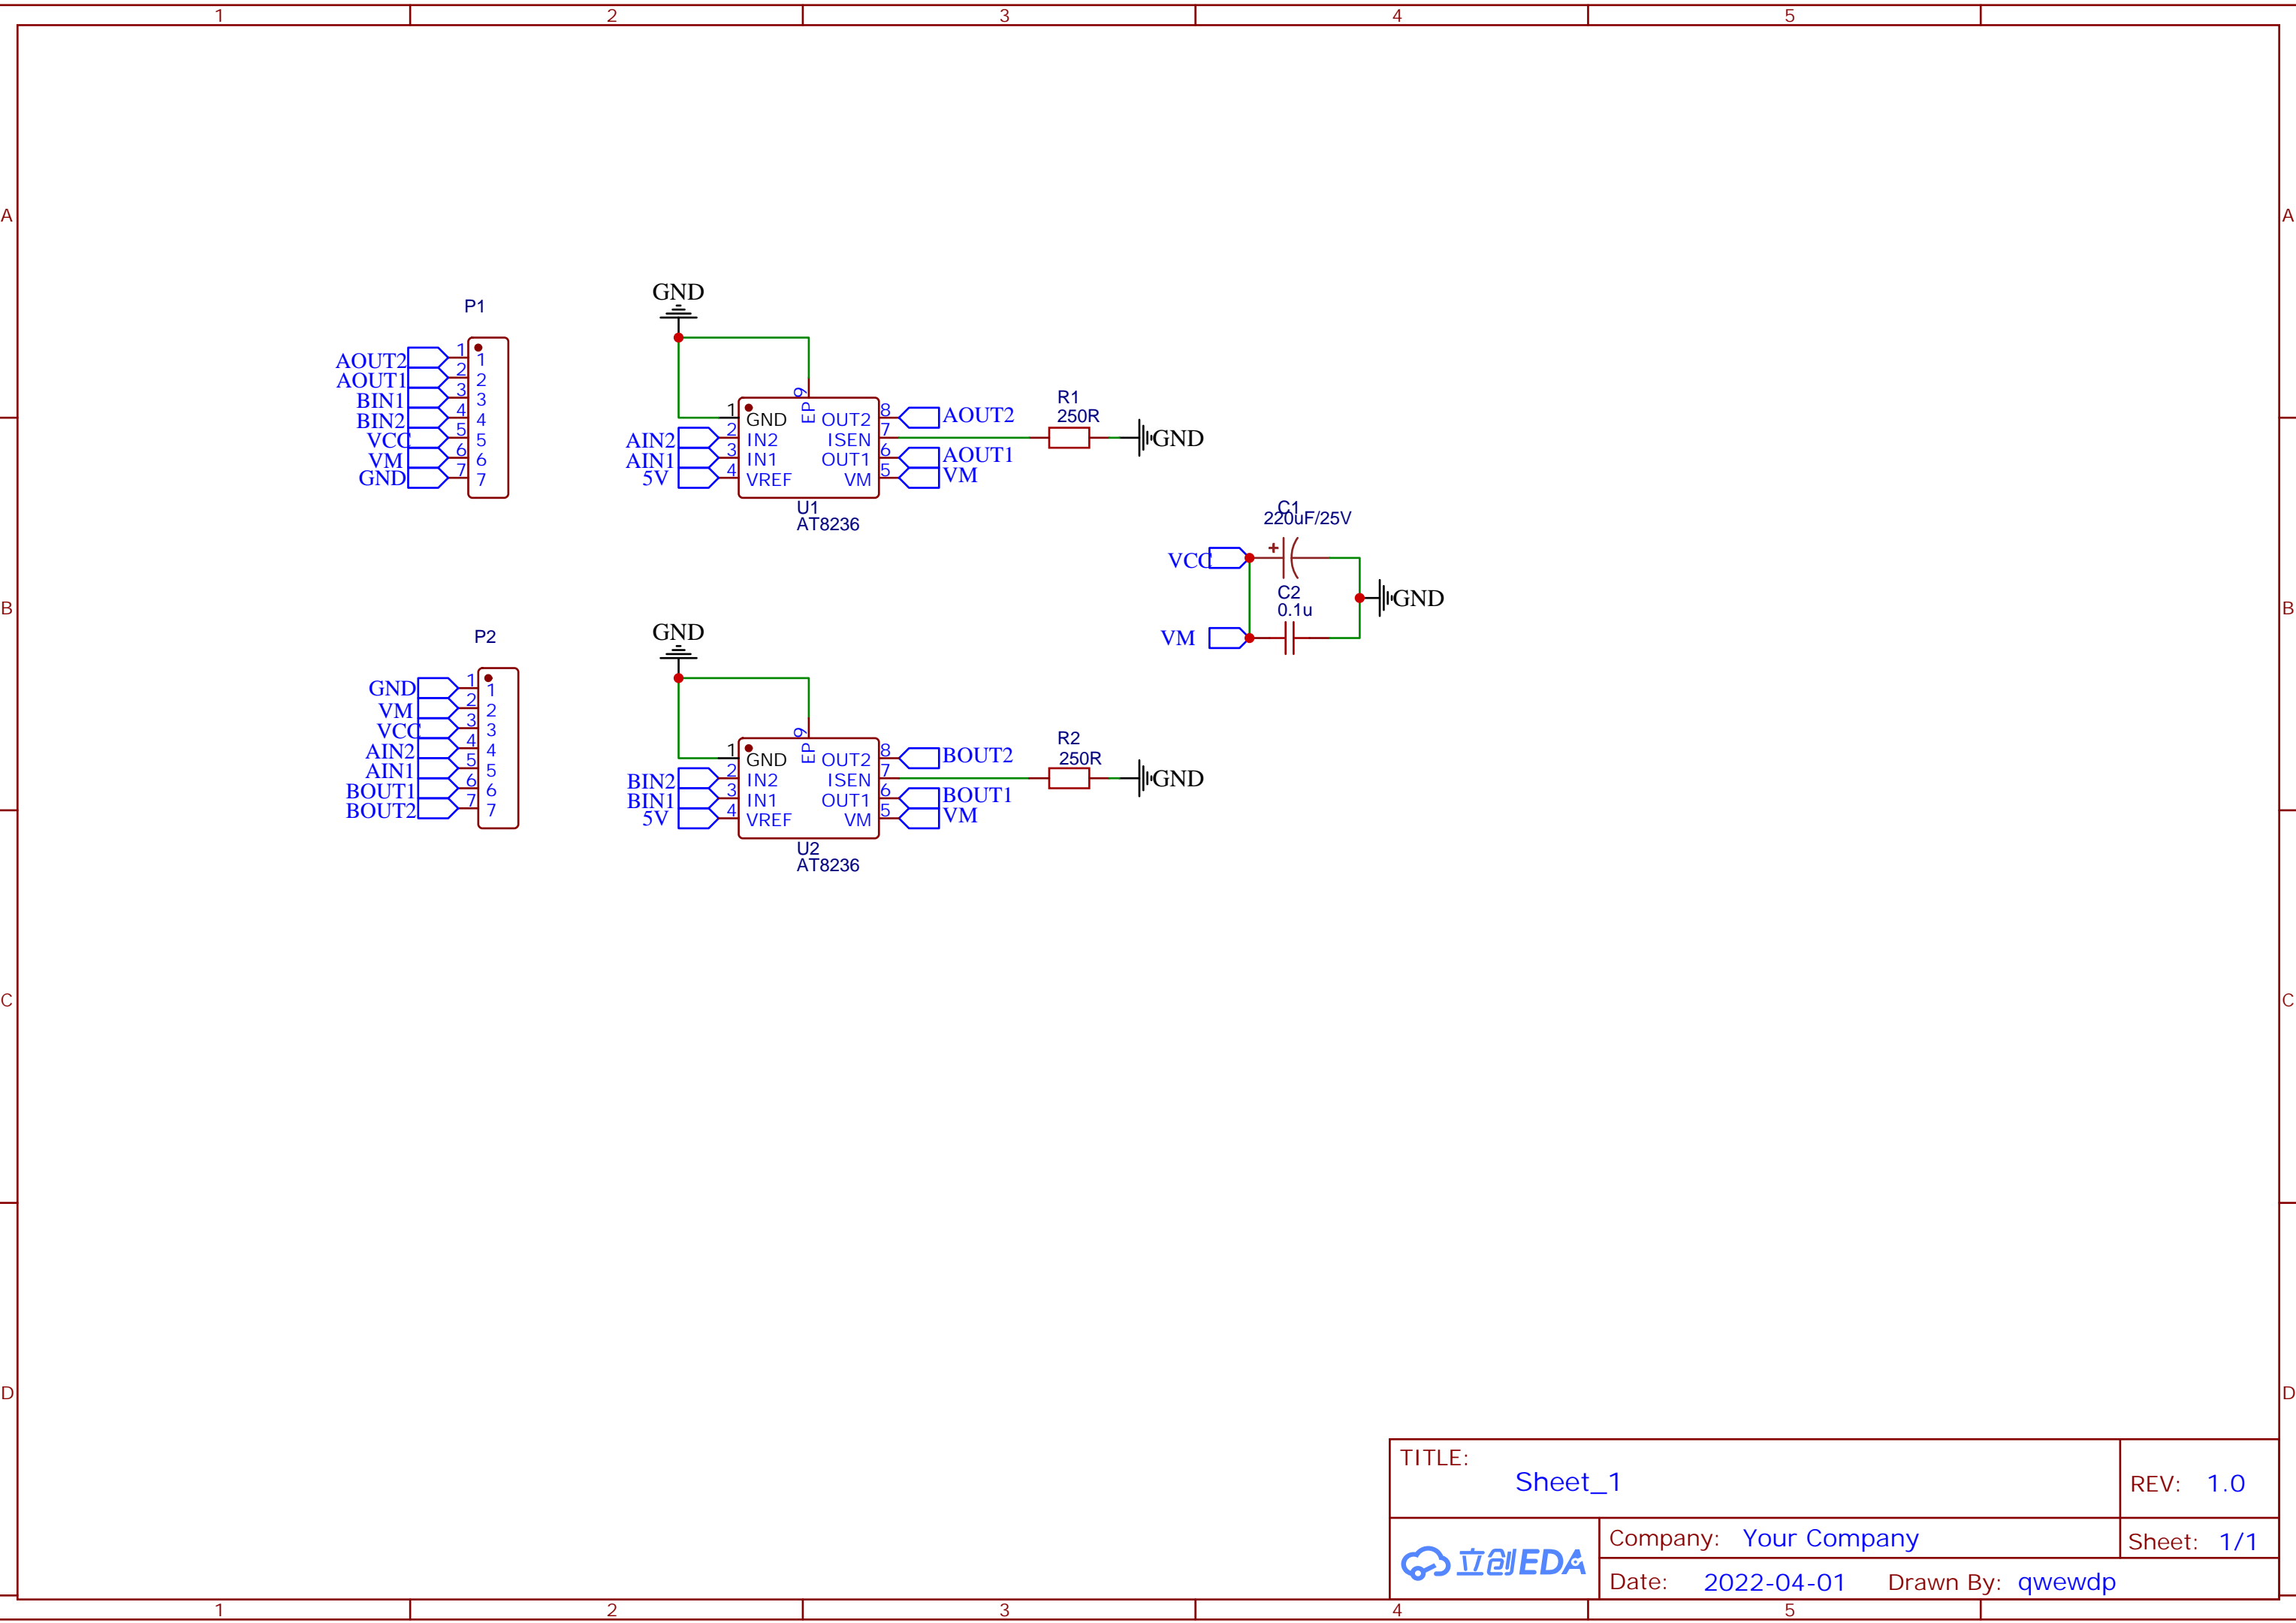 1 2 3 4 5
A A
B B
C C
D D
P1
AOUT2 1 1
AOUT1 2 2
BIN1 3 3
BIN2 4 4
VCC 5 5
VM 6 6
GND 7 7
GND
1 GND
AIN2 2 IN2
AIN1 3 IN1
5V 4 VREF
9 EP
OUT2 8 AOUT2
ISEN 7
OUT1 6 AOUT1
VM 5 VM
U1
AT8236
R1
250R
GND
C1
220uF/25V
VCC +
C2
0.1u
VM
GND
P2
GND 1 1
VM 2 2
VCC 3 3
AIN2 4 4
AIN1 5 5
BOUT1 6 6
BOUT2 7 7
GND
1 GND
BIN2 2 IN2
BIN1 3 IN1
5V 4 VREF
9 EP
OUT2 8 BOUT2
ISEN 7
OUT1 6 BOUT1
VM 5 VM
U2
AT8236
R2
250R
GND
TITLE:
Sheet_1
REV: 1.0
立创EDA
Company: Your Company
Sheet: 1/1
Date: 2022-04-01 Drawn By: qwewdp
1 2 3 4 5